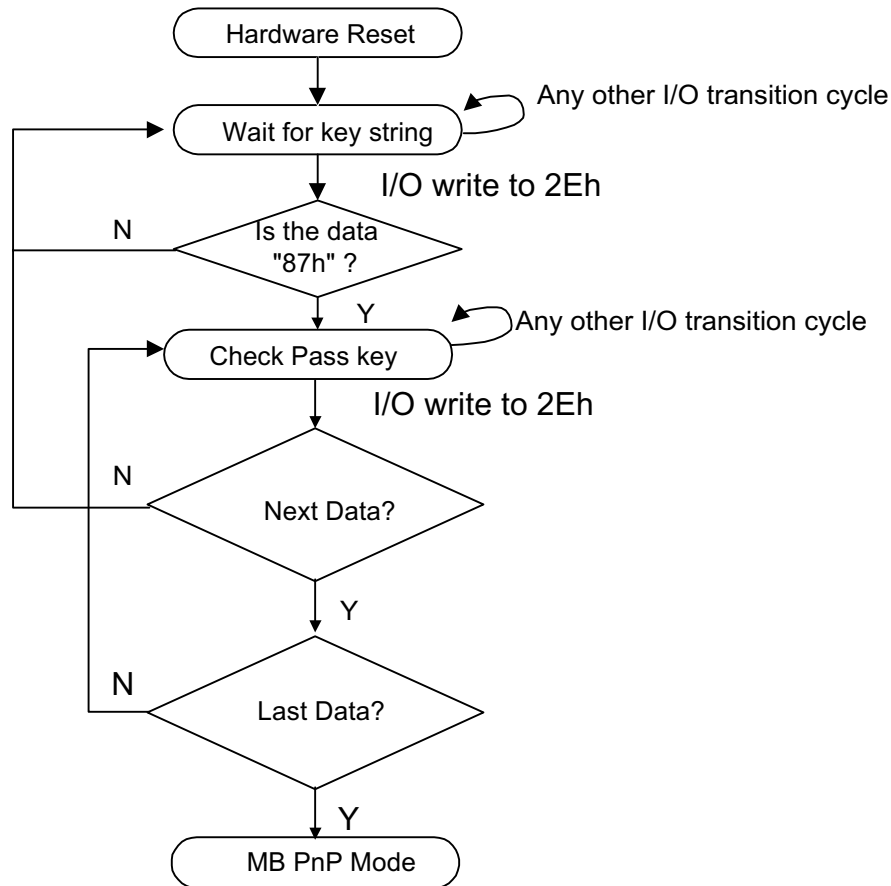 Hardware Reset
Any other I/O transition cycle
Wait for key string
I/O write to 2Eh
N
Is the data
"87h" ?
Y
Any other I/O transition cycle
Check Pass key
I/O write to 2Eh
N
Next Data?
Y
N
Last Data?
Y
MB PnP Mode